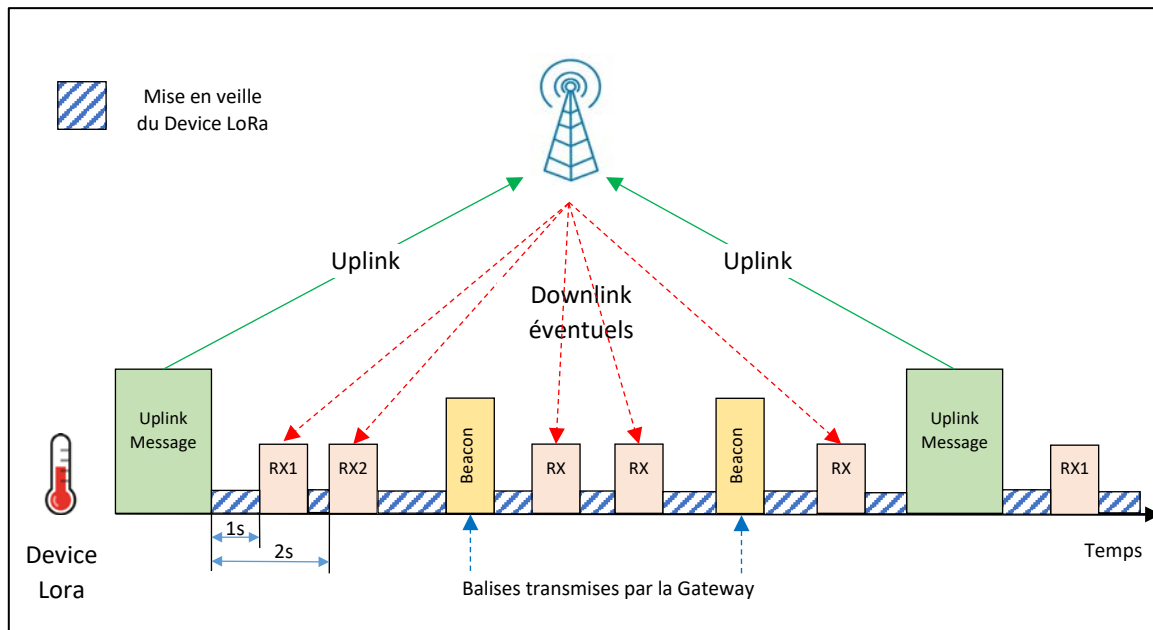 Mise en veille
du Device LoRa
Uplink
Uplink
Downlink
éventuels
Uplink
Message
RX1
RX2
Beacon
RX
RX
Beacon
RX
Uplink
Message
RX1
1s
2s
Device
Lora
Temps
Balises transmises par la Gateway